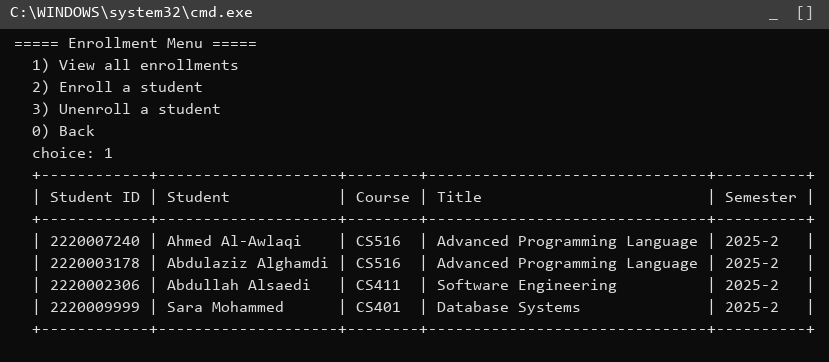 C:\WINDOWS\system32\cmd.exe _ []
===== Enrollment Menu =====
  1) View all enrollments
  2) Enroll a student
  3) Unenroll a student
  0) Back
  choice: 1
  +------------+--------------------+--------+-------------------------------+----------+
  | Student ID | Student            | Course | Title                         | Semester |
  +------------+--------------------+--------+-------------------------------+----------+
  | 2220007240 | Ahmed Al-Awlaqi    | CS516  | Advanced Programming Language | 2025-2   |
  | 2220003178 | Abdulaziz Alghamdi | CS516  | Advanced Programming Language | 2025-2   |
  | 2220002306 | Abdullah Alsaedi   | CS411  | Software Engineering          | 2025-2   |
  | 2220009999 | Sara Mohammed      | CS401  | Database Systems              | 2025-2   |
  +------------+--------------------+--------+-------------------------------+----------+